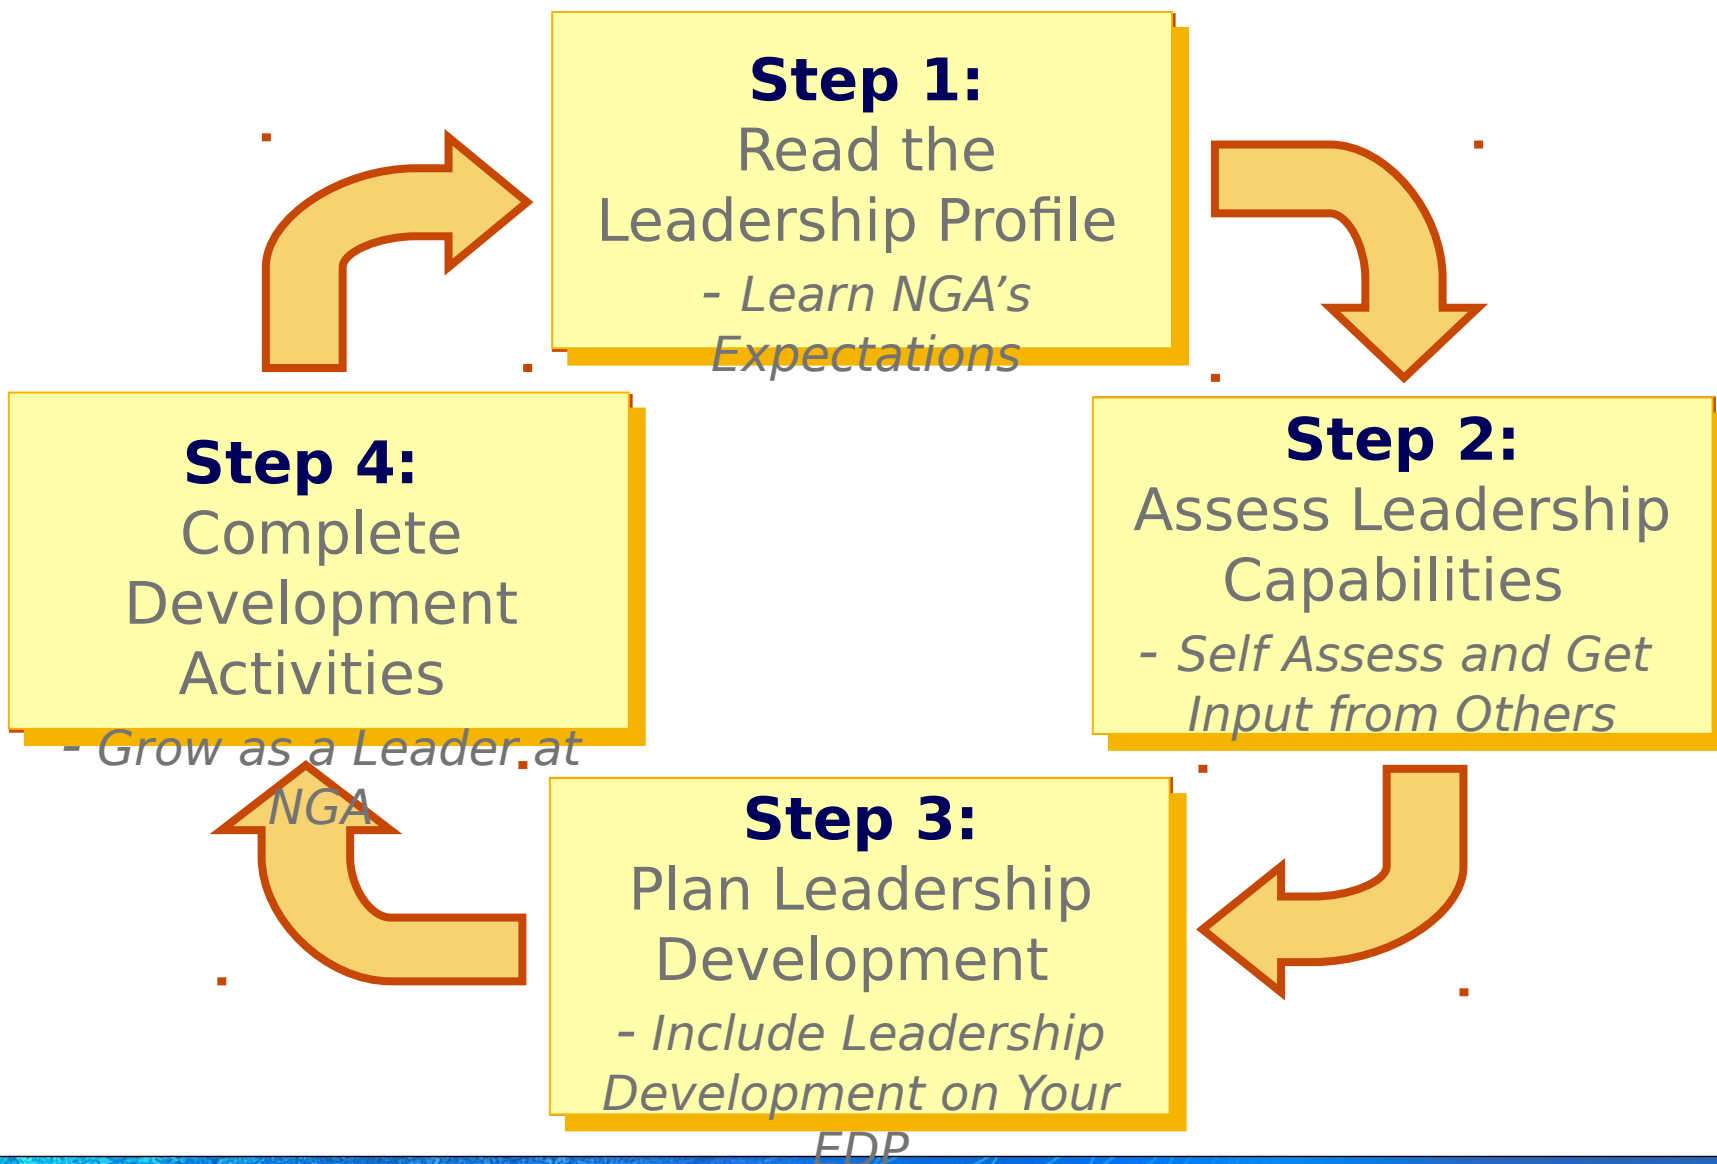 Step 1:
Read the
Leadership Profile
- Learn NGA’s
Expectations
Step 2:
Assess Leadership
Capabilities
- Self Assess and Get
Input from Others
Step 3:
Plan Leadership
Development
- Include Leadership
Development on Your
EDP
Step 4:
Complete
Development
Activities
- Grow as a Leader at
NGA